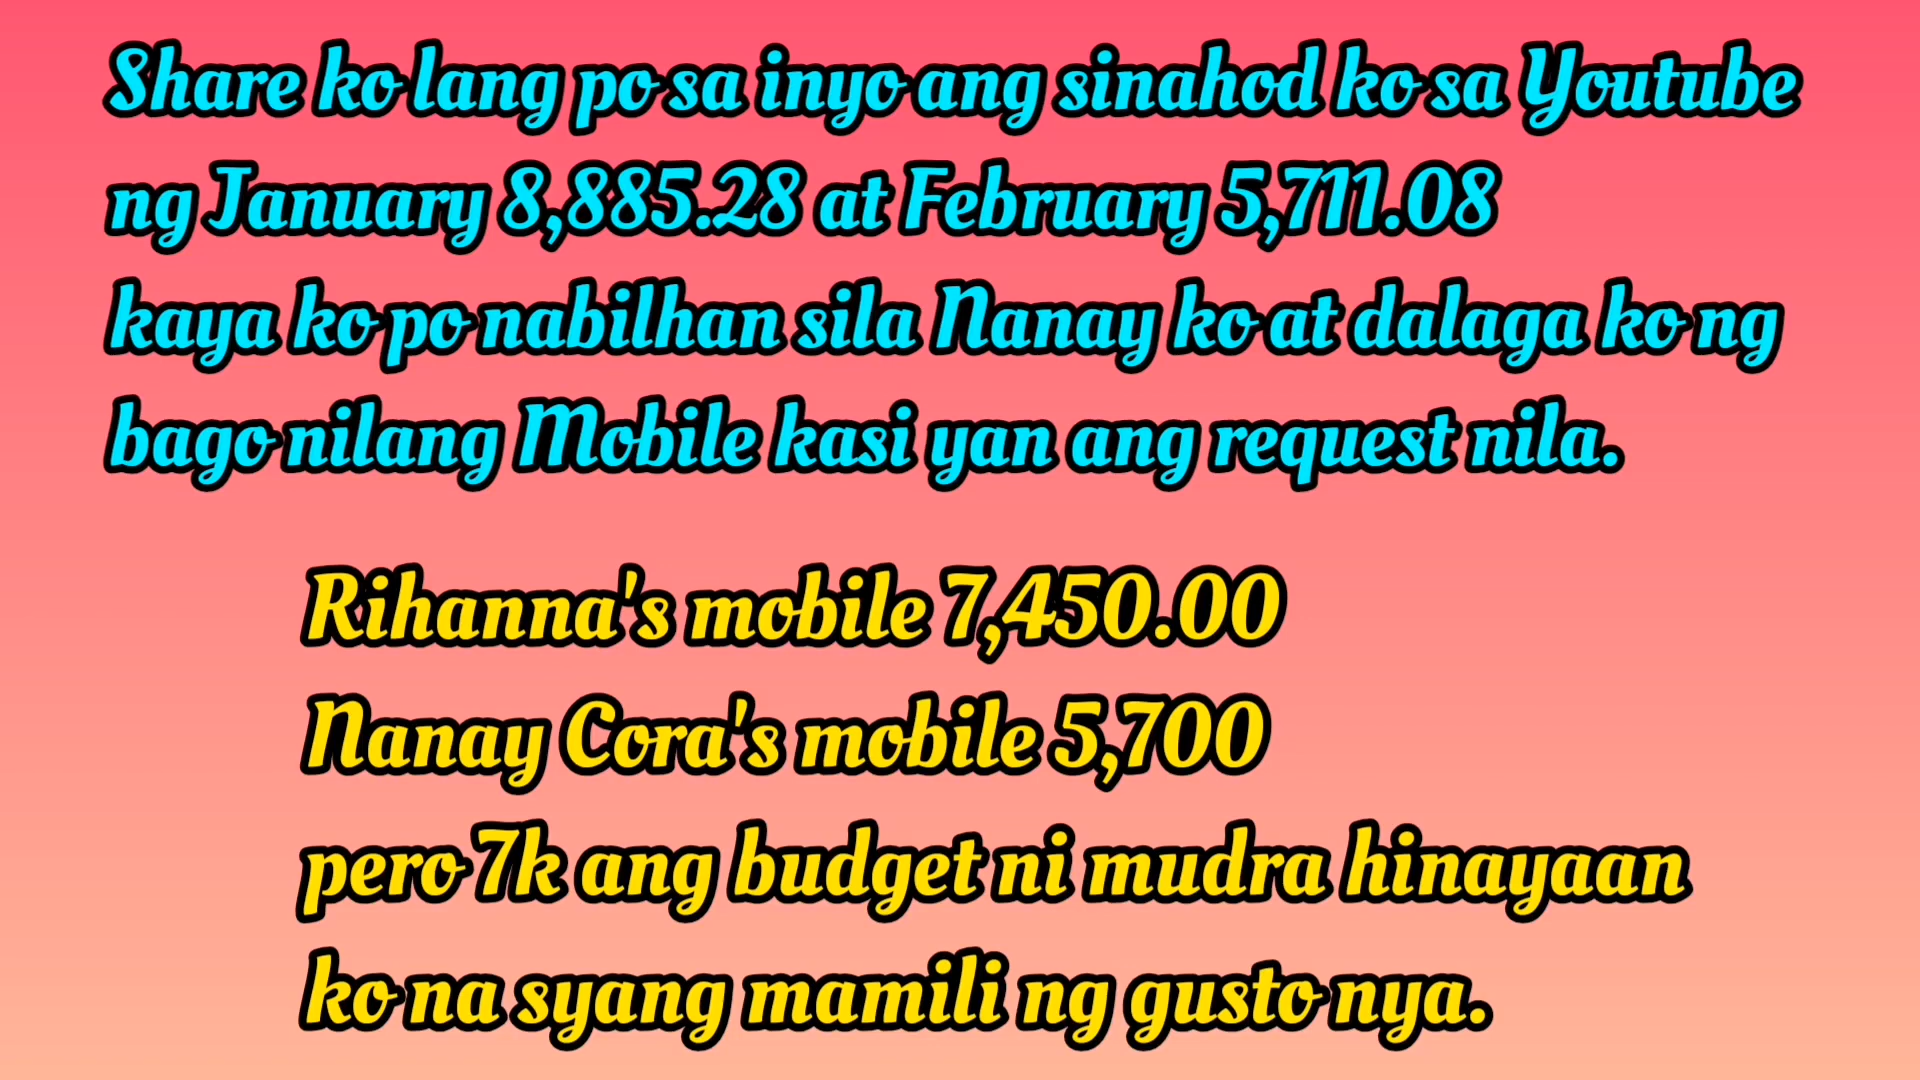 Share ko lang po sa inyo ang sinahod ko sa Youtube
ng January 8,885.28 at February 5,711.08
kaya ko po nabilhan sila Nanay ko at dalaga ko ng
bago nilang Mobile kasi yan ang request nila.
Rihanna's mobile 7,450.00
Nanay Cora's mobile 5,700
pero 7k ang budget ni mudra hinayaan
ko na syang mamili ng gusto nya.